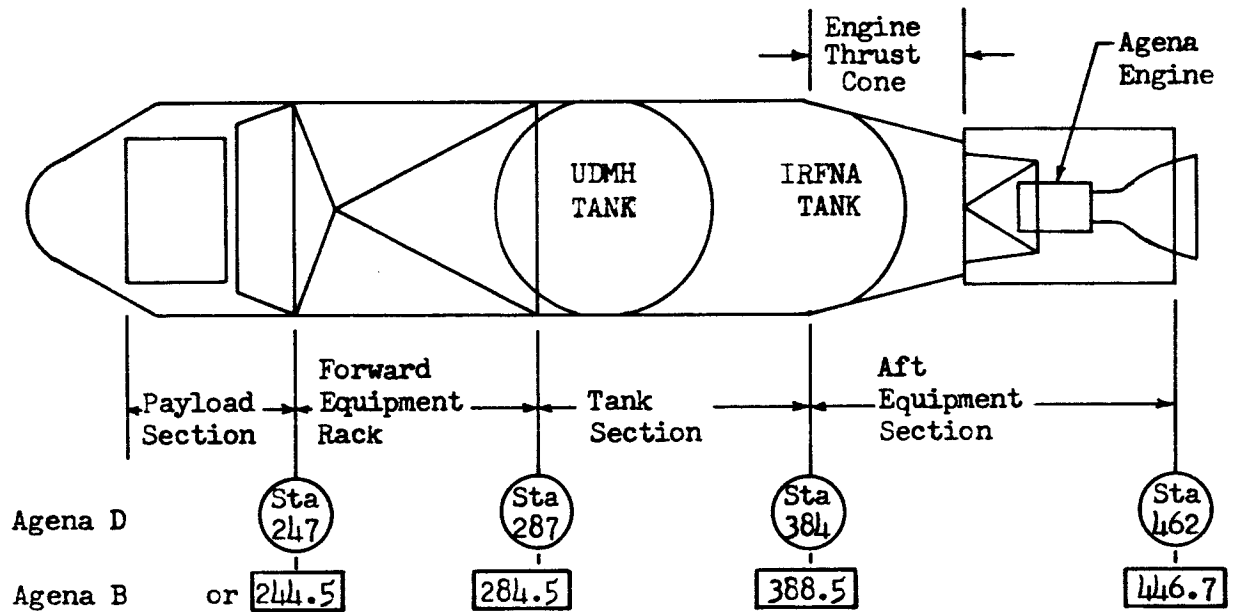 Engine
Thrust
Cone
Agena
Engine
UDMH
TANK
IRFNA
TANK
Payload
Section
Forward
Equipment
Rack
Tank
Section
Aft
Equipment
Section
Agena D
Sta
247
Sta
287
Sta
384
Sta
462
Agena B or 244.5 284.5 388.5 446.7